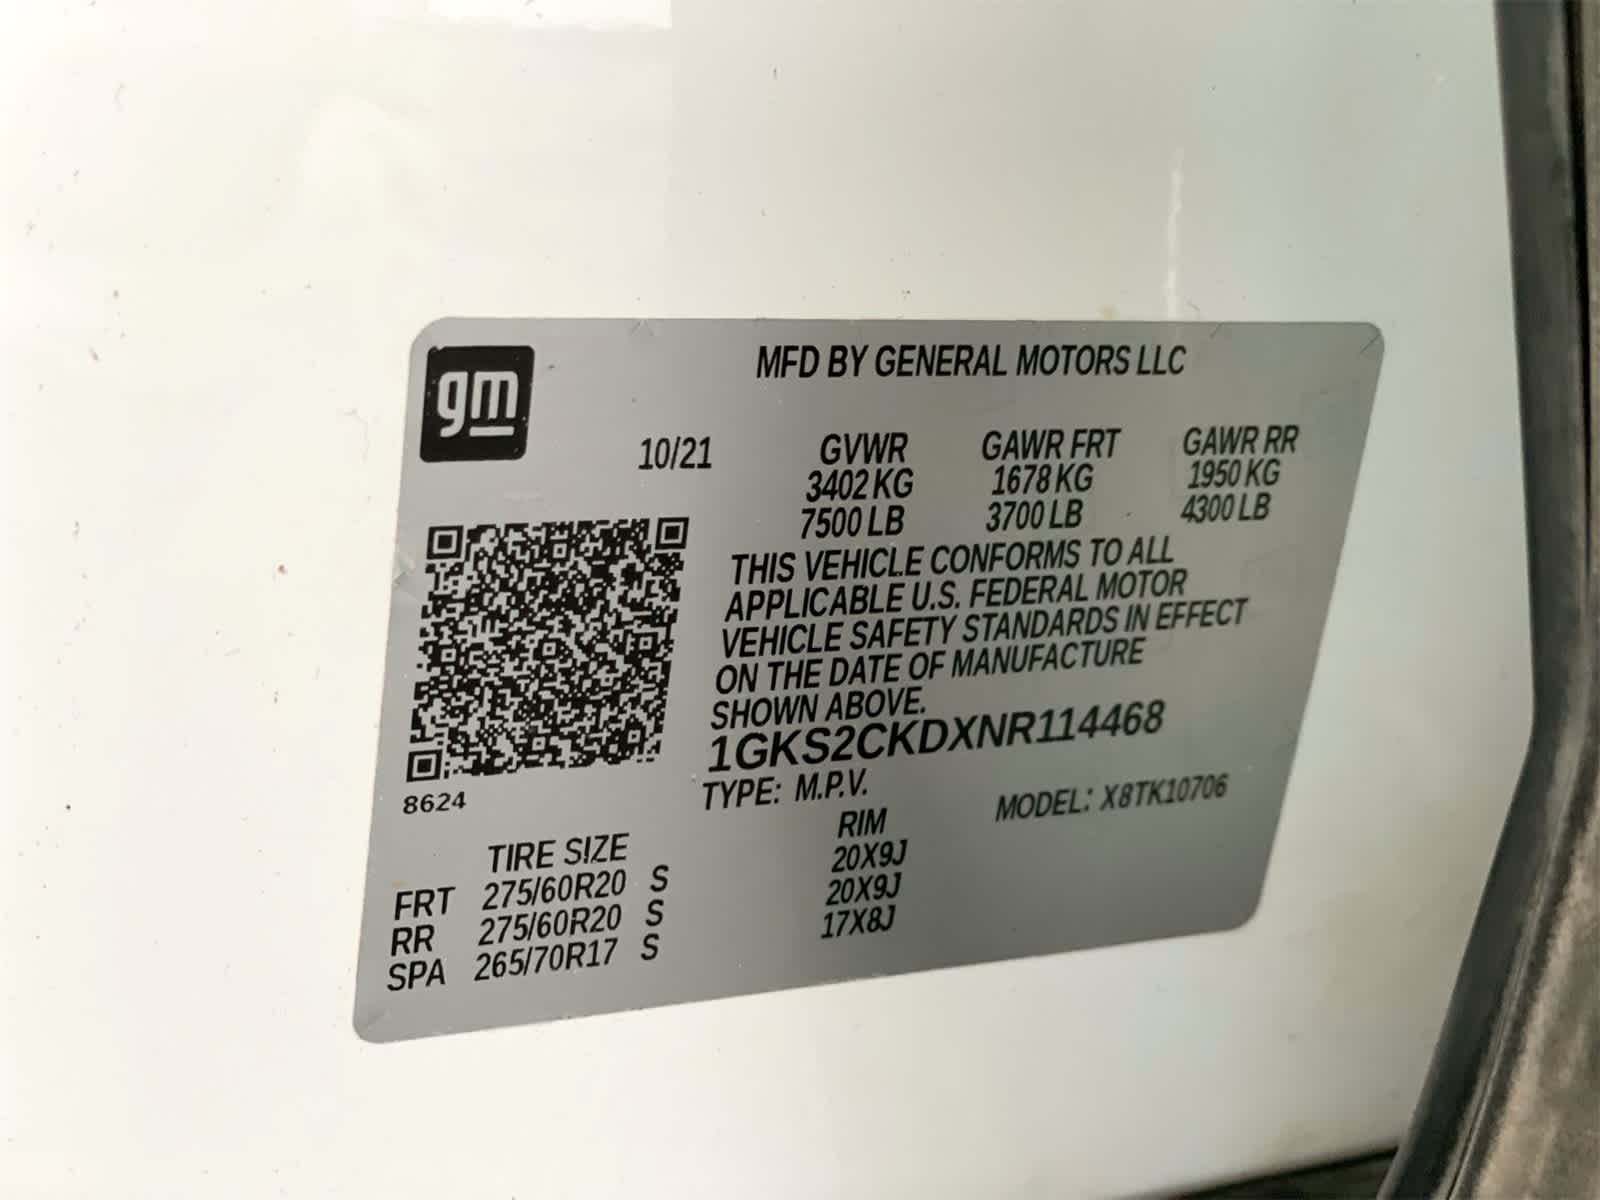 gm
MFD BY GENERAL MOTORS LLC
10/21 GVWR GAWR FRT GAWR RR
3402 KG 1678 KG 1950 KG
7500 LB 3700 LB 4300 LB
THIS VEHICLE CONFORMS TO ALL
APPLICABLE U.S. FEDERAL MOTOR
VEHICLE SAFETY STANDARDS IN EFFECT
ON THE DATE OF MANUFACTURE
SHOWN ABOVE.
1GKS2CKDXNR114468
8624
TYPE: M.P.V. MODEL: X8TK10706
TIRE SIZE RIM
FRT 275/60R20 S 20X9J
RR 275/60R20 S 20X9J
SPA 265/70R17 S 17X8J